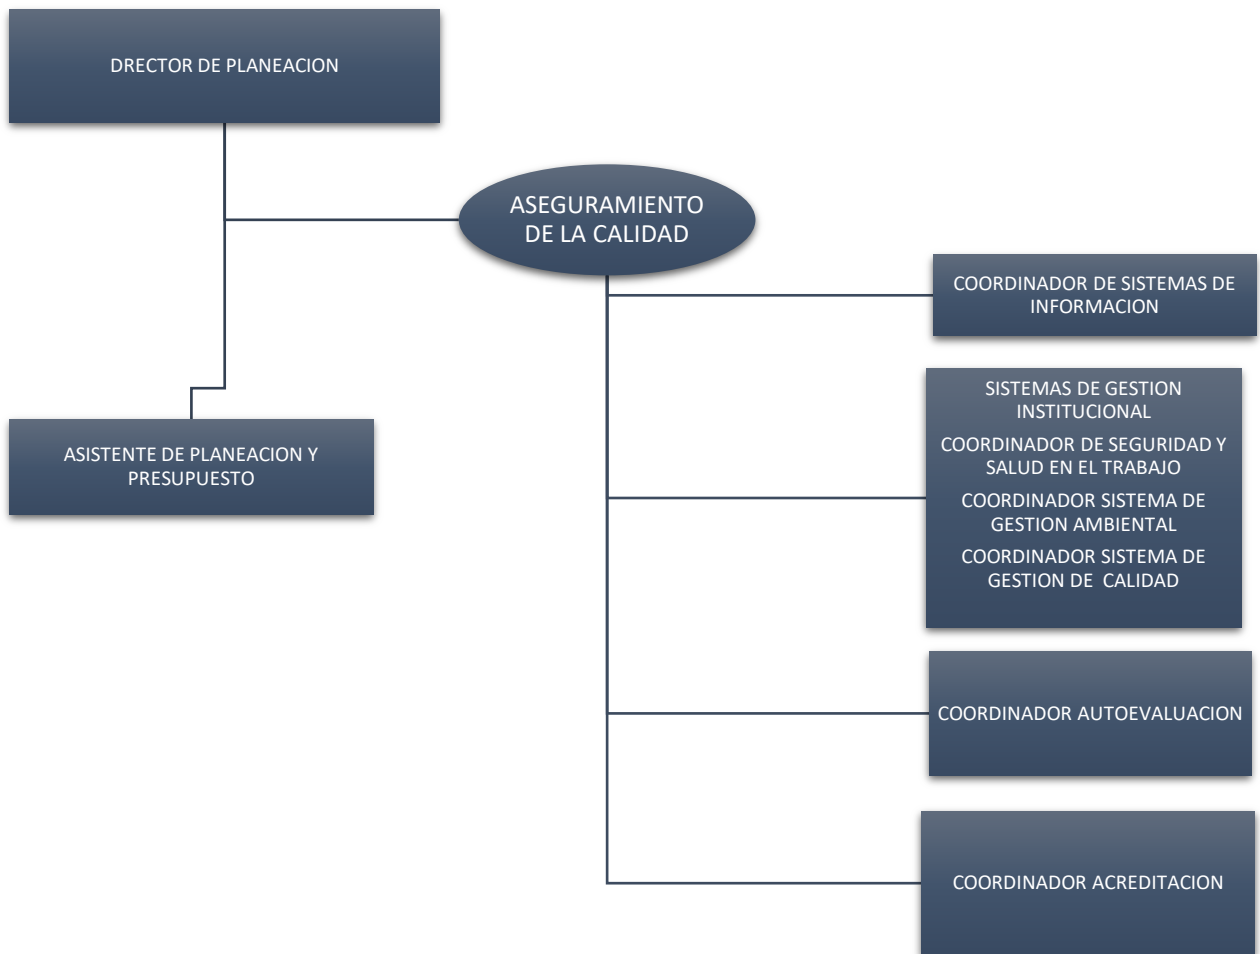 DRECTOR DE PLANEACION
ASEGURAMIENTO
DE LA CALIDAD
COORDINADOR DE SISTEMAS DE
INFORMACION
SISTEMAS DE GESTION
INSTITUCIONAL
COORDINADOR DE SEGURIDAD Y
SALUD EN EL TRABAJO
COORDINADOR SISTEMA DE
GESTION AMBIENTAL
COORDINADOR SISTEMA DE
GESTION DE  CALIDAD
ASISTENTE DE PLANEACION Y
PRESUPUESTO
COORDINADOR AUTOEVALUACION
COORDINADOR ACREDITACION